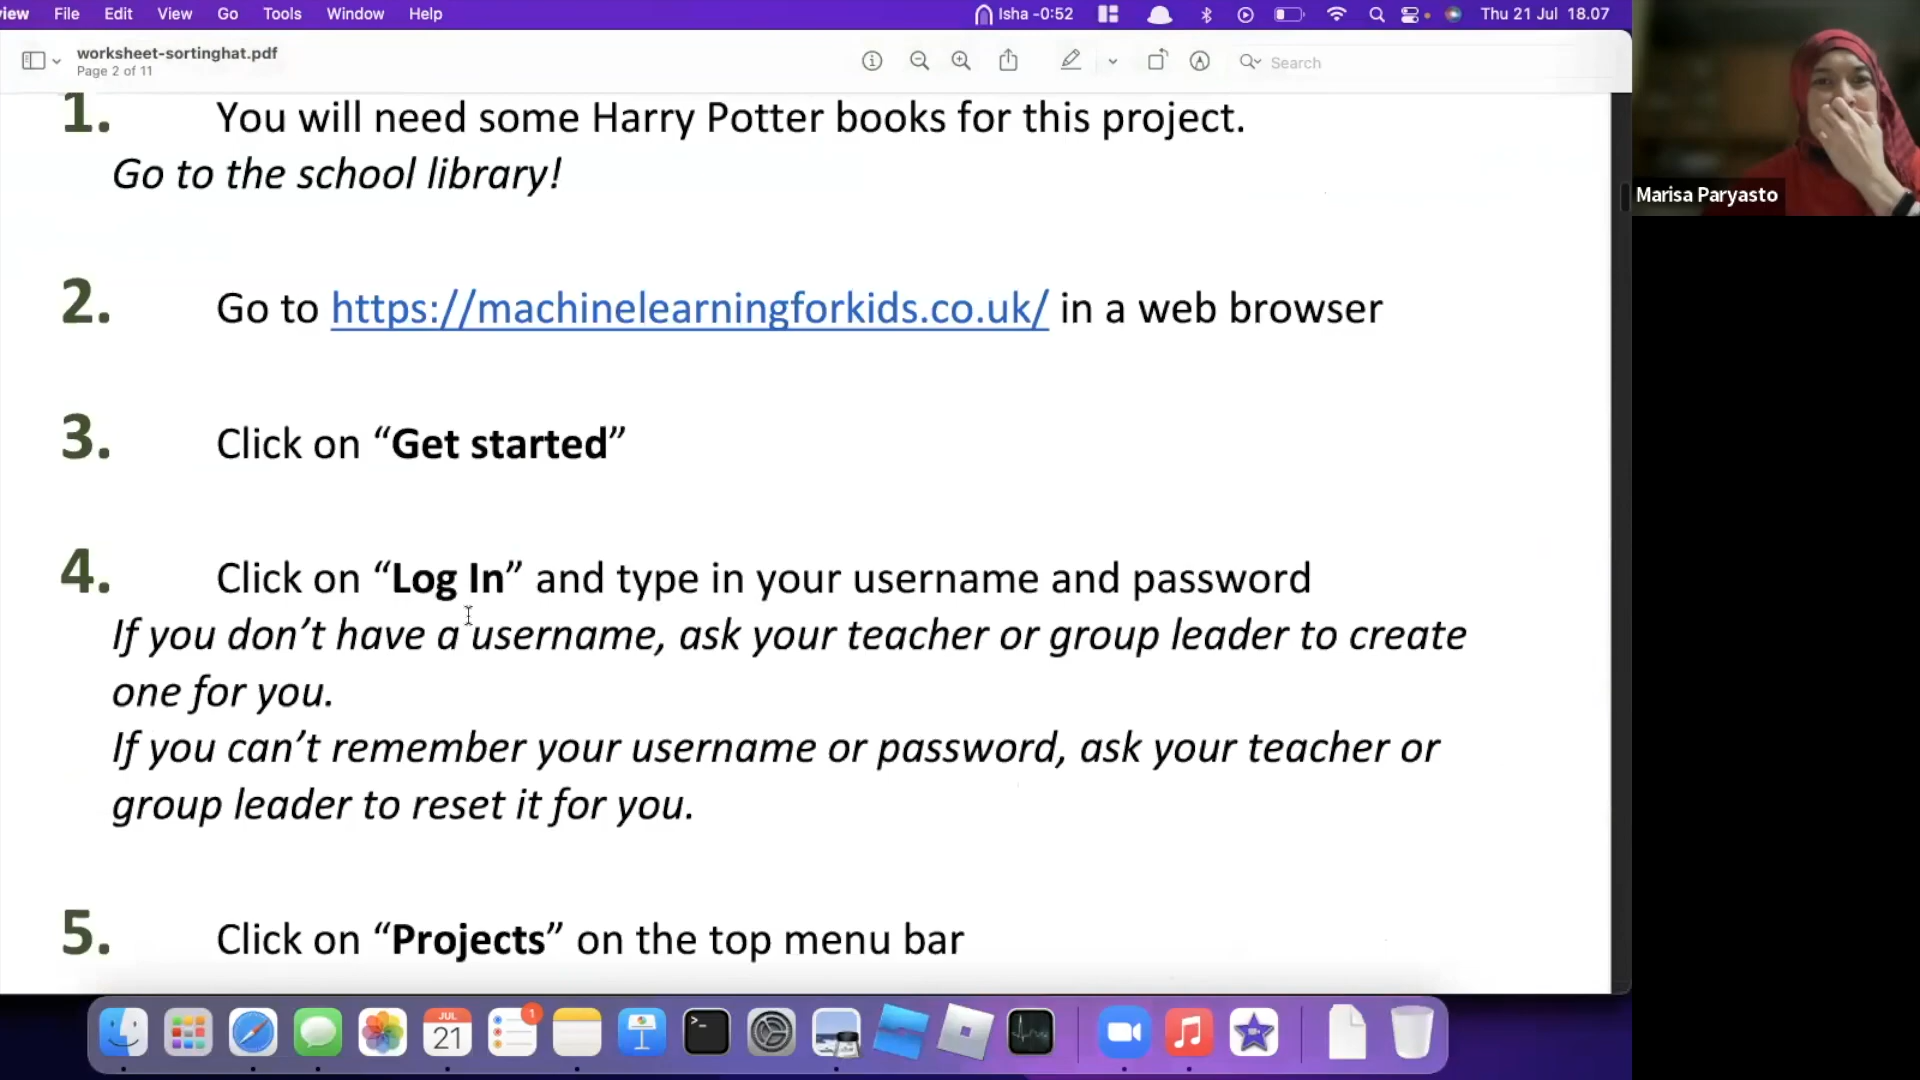 iew File Edit View Go Tools Window Help Isha -0:52 Thu 21 Jul 18.07
worksheet-sortinghat.pdf
Page 2 of 11
Search
1. You will need some Harry Potter books for this project.
Go to the school library!
2. Go to https://machinelearningforkids.co.uk/ in a web browser
3. Click on “Get started”
4. Click on “Log In” and type in your username and password
If you don’t have a username, ask your teacher or group leader to create
one for you.
If you can’t remember your username or password, ask your teacher or
group leader to reset it for you.
5. Click on “Projects” on the top menu bar
Marisa Paryasto
JUL
21
1